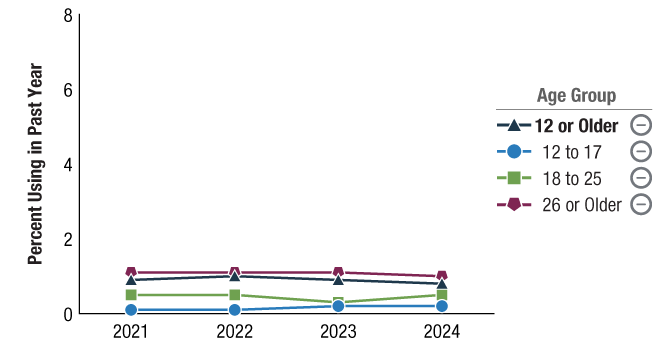 Percent Using in Past Year
8
6
4
2
0
2021 2022 2023 2024
Age Group
12 or Older
12 to 17
18 to 25
26 or Older